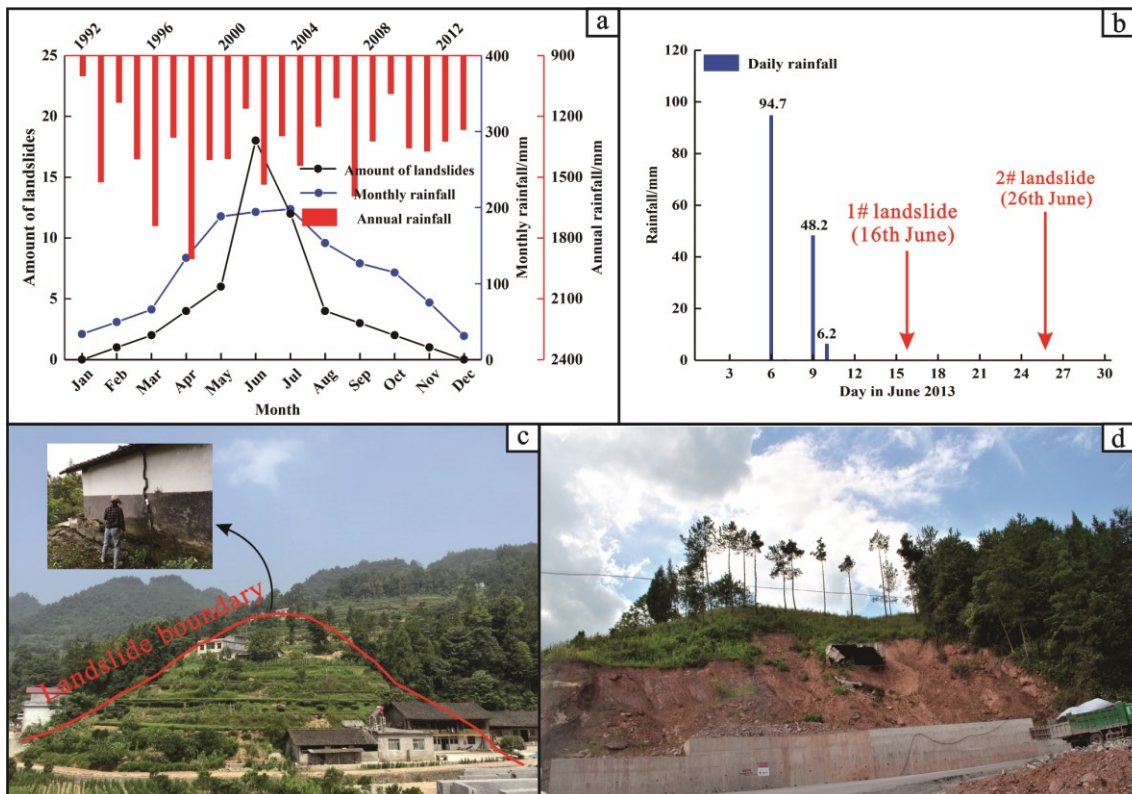 a
1992
1996
2000
2004
2008
2012
25
20
15
10
5
0
Amount of landslides
400
300
200
100
0
Monthly rainfall/mm
900
1200
1500
1800
2100
2400
Annual rainfall/mm
Amount of landslides
Monthly rainfall
Annual rainfall
Jan
Feb
Mar
Apr
May
Jun
Jul
Aug
Sep
Oct
Nov
Dec
Month
b
120
100
80
60
40
20
0
Rainfall/mm
Daily rainfall
94.7
48.2
6.2
1# landslide
(16th June)
2# landslide
(26th June)
3
6
9
12
15
18
21
24
27
30
Day in June 2013
c
Landslide boundary
d